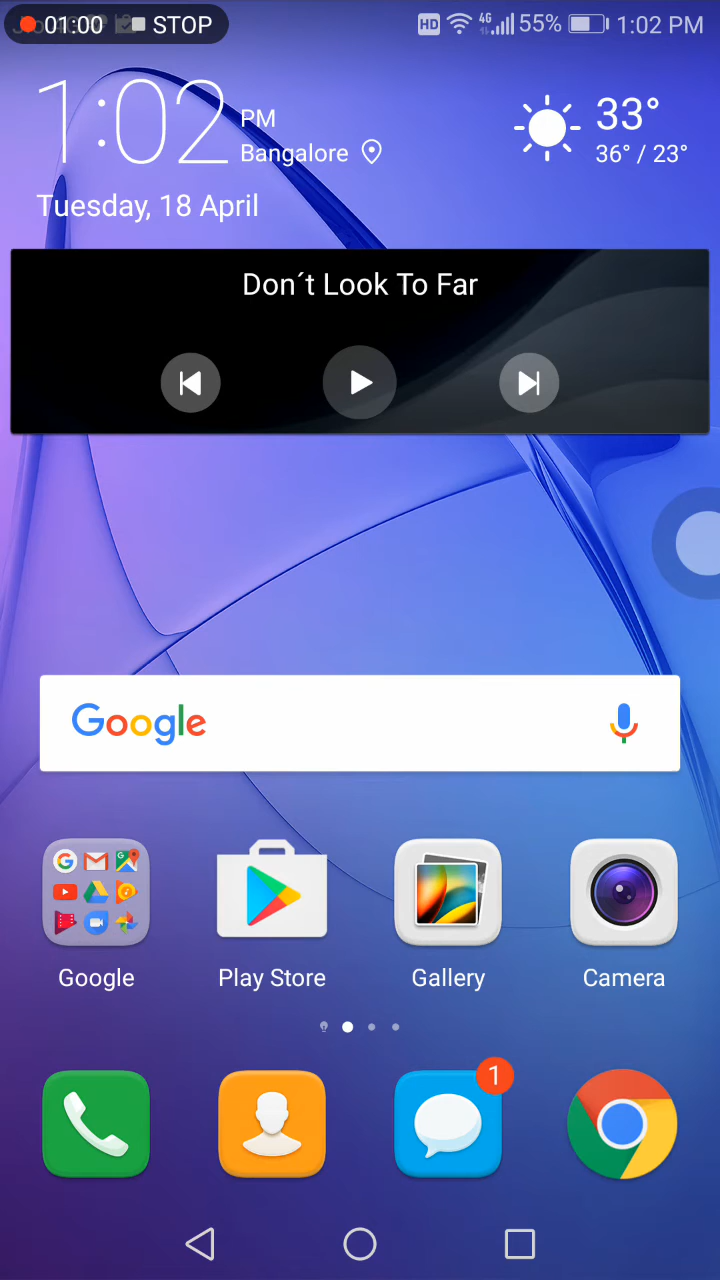 01:00 STOP
HD 4G 55% 1:02 PM
1:02 PM
Bangalore
33°
36° / 23°
Tuesday, 18 April
Don´t Look To Far
Google
Google
Play Store
Gallery
Camera
1